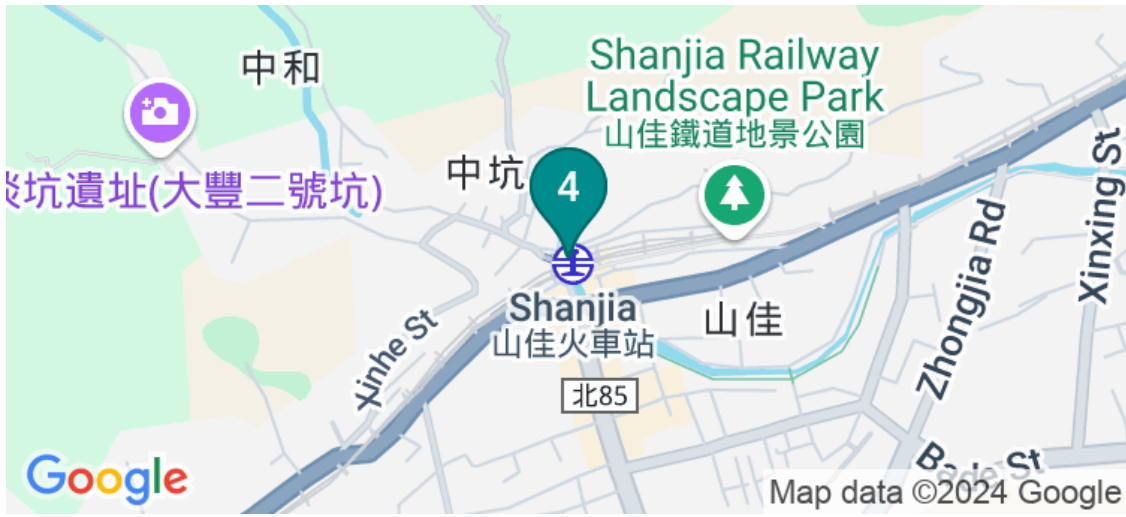 中和
Shanjia Railway
Landscape Park
山佳鐵道地景公園
中坑
4
坑遺址(大豐二號坑)
Shanjia
山佳火車站
山佳
Xinhe St
北85
Zhongjia Rd
Xinxing St
Bade St
Google
Map data ©2024 Google